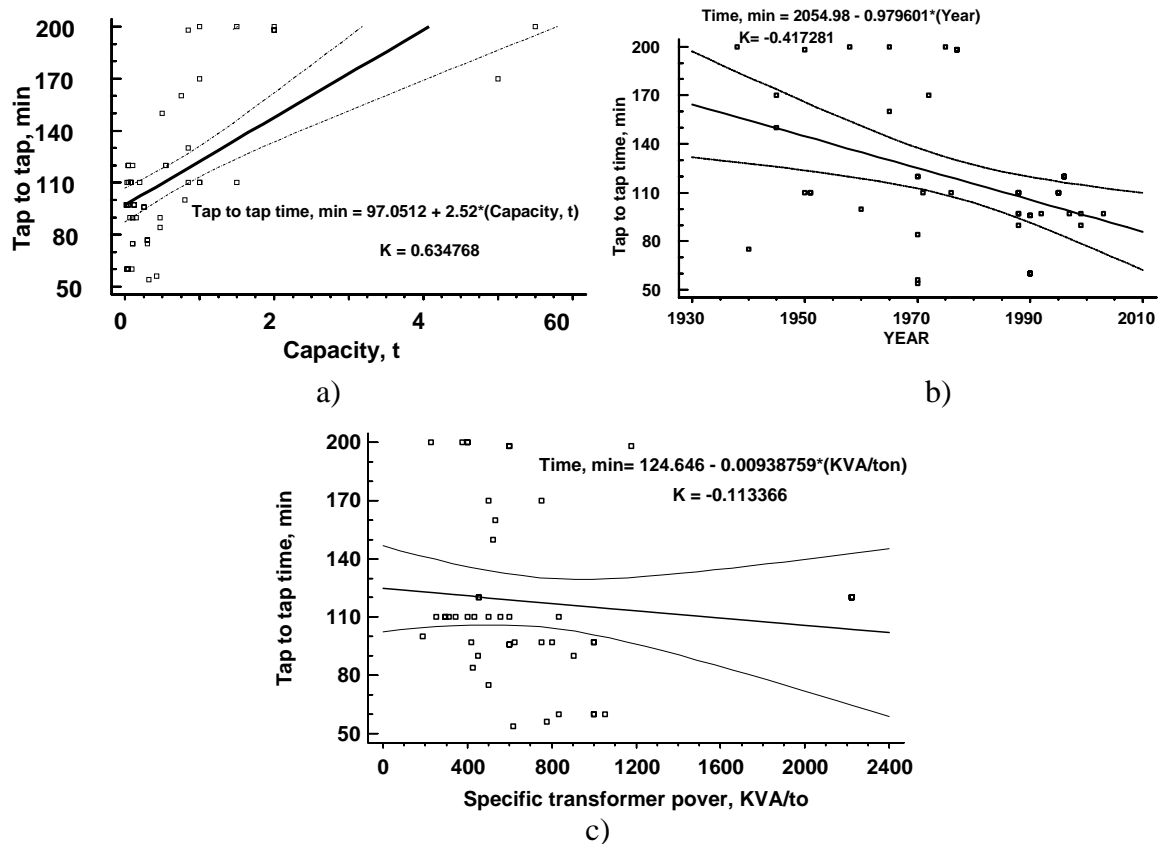 Tap to tap, min
200
170
140
110
80
50
Tap to tap time, min = 97.0512 + 2.52*(Capacity, t)
K = 0.634768
0 2 4 60
Capacity, t
a)
Time, min = 2054.98 - 0.979601*(Year)
K= -0.417281
Tap to tap time, min
200
170
140
110
80
50
1930 1950 1970 1990 2010
YEAR
b)
Time, min= 124.646 - 0.00938759*(KVA/ton)
K = -0.113366
Tap to tap time, min
200
170
140
110
80
50
0 400 800 1200 1600 2000 2400
Specific transformer pover, KVA/to
c)